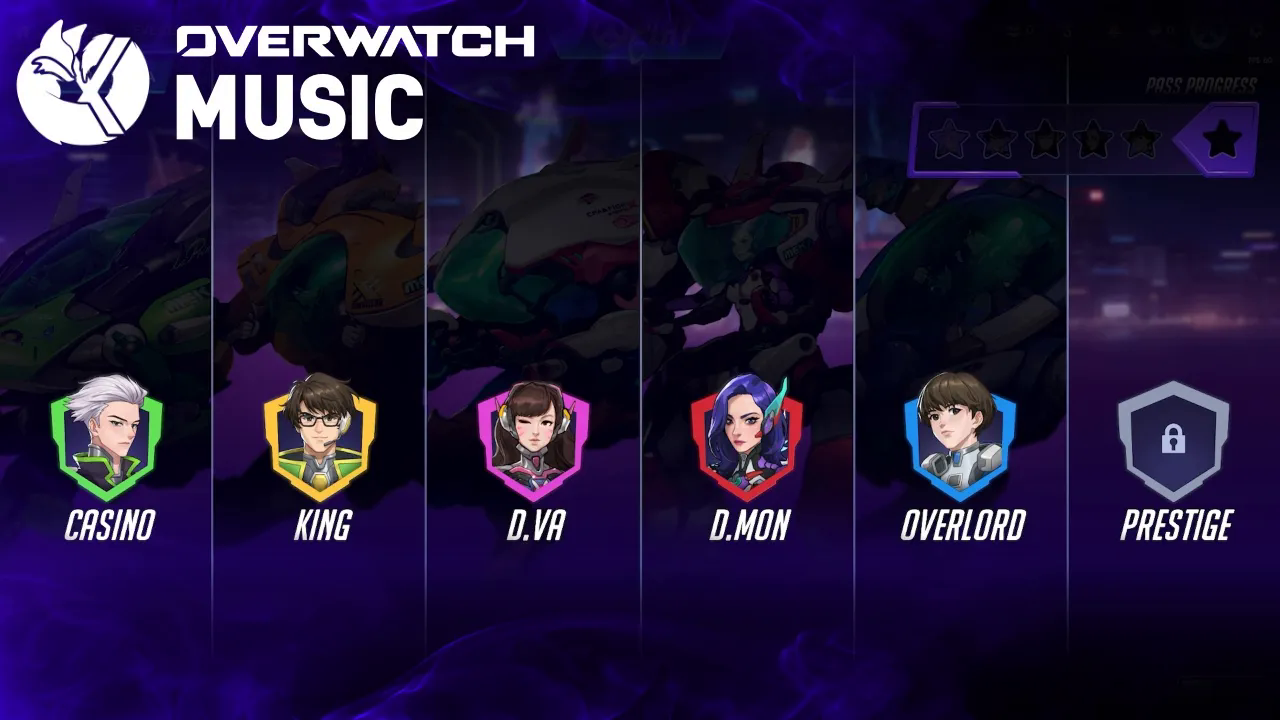 OVERWATCH
MUSIC
PASS PROGRESS
CASINO
KING
D.VA
D.MON
OVERLORD
PRESTIGE